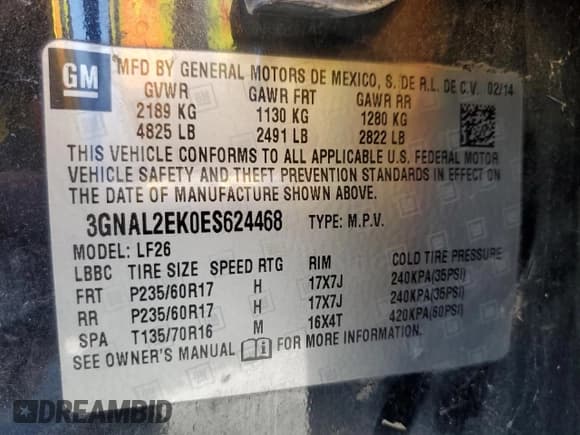 GM
MFD BY GENERAL MOTORS DE MEXICO, S. DE R.L. DE C.V. 02/14
GVWR GAWR FRT GAWR RR
2189 KG 1130 KG 1280 KG
4825 LB 2491 LB 2822 LB
THIS VEHICLE CONFORMS TO ALL APPLICABLE U.S. FEDERAL MOTOR
VEHICLE SAFETY AND THEFT PREVENTION STANDARDS IN EFFECT ON
THE DATE OF MANUFACTURE SHOWN ABOVE.
3GNAL2EK0ES624468 TYPE: M.P.V.
MODEL: LF26
LBBC TIRE SIZE SPEED RTG RIM COLD TIRE PRESSURE
FRT P235/60R17 H 17X7J 240KPA(35PSI)
RR P235/60R17 H 17X7J 240KPA(35PSI)
SPA T135/70R16 M 16X4T 420KPA(60PSI)
SEE OWNER'S MANUAL FOR MORE INFORMATION.
DREAMBID